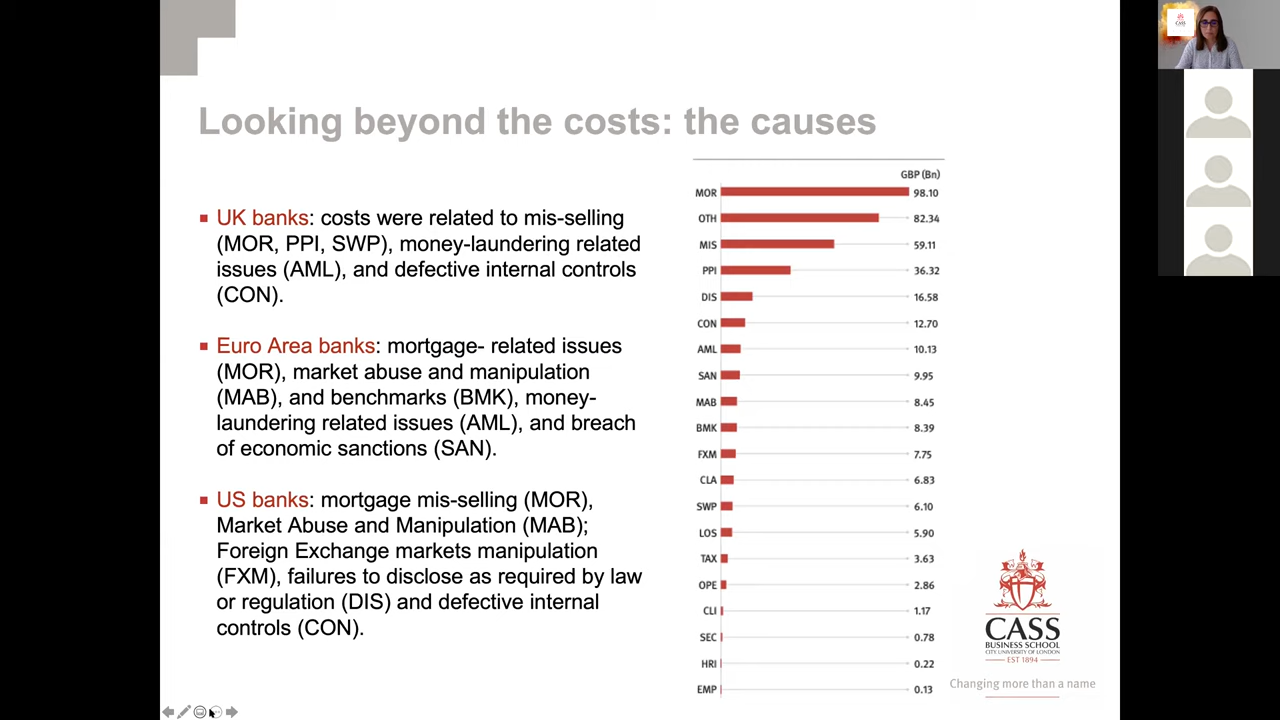 Looking beyond the costs: the causes
▪ UK banks: costs were related to mis-selling
(MOR, PPI, SWP), money-laundering related
issues (AML), and defective internal controls
(CON).
▪ Euro Area banks: mortgage- related issues
(MOR), market abuse and manipulation
(MAB), and benchmarks (BMK), money-
laundering related issues (AML), and breach
of economic sanctions (SAN).
▪ US banks: mortgage mis-selling (MOR),
Market Abuse and Manipulation (MAB);
Foreign Exchange markets manipulation
(FXM), failures to disclose as required by law
or regulation (DIS) and defective internal
controls (CON).
GBP (Bn)
MOR 98.10
OTH 82.34
MIS 59.11
PPI 36.32
DIS 16.58
CON 12.70
AML 10.13
SAN 9.95
MAB 8.45
BMK 8.39
FXM 7.75
CLA 6.83
SWP 6.10
LOS 5.90
TAX 3.63
OPE 2.86
CLI 1.17
SEC 0.78
HRI 0.22
EMP 0.13
CASS
BUSINESS SCHOOL
CITY, UNIVERSITY OF LONDON
EST 1894
Changing more than a name
CASS